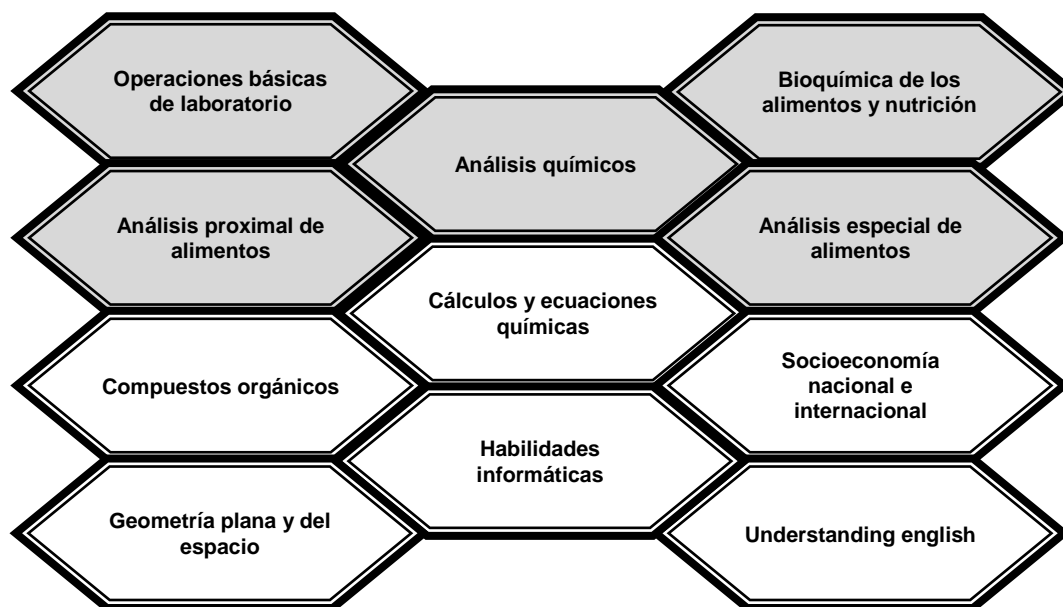 Operaciones básicas
de laboratorio
Bioquímica de los
alimentos y nutrición
Análisis químicos
Análisis proximal de
alimentos
Análisis especial de
alimentos
Cálculos y ecuaciones
químicas
Compuestos orgánicos
Socioeconomía
nacional e
internacional
Habilidades
informáticas
Geometría plana y del
espacio
Understanding english